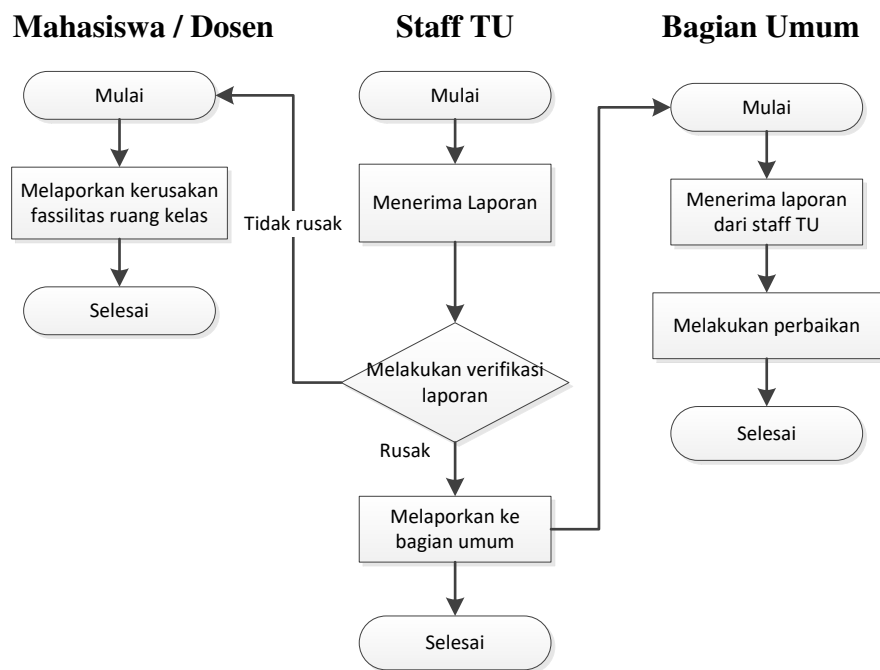 Mahasiswa / Dosen
Staff TU
Bagian Umum
Mulai
Melaporkan kerusakan
fassilitas ruang kelas
Selesai
Mulai
Menerima Laporan
Tidak rusak
Melakukan verifikasi
laporan
Rusak
Melaporkan ke
bagian umum
Selesai
Mulai
Menerima laporan
dari staff TU
Melakukan perbaikan
Selesai